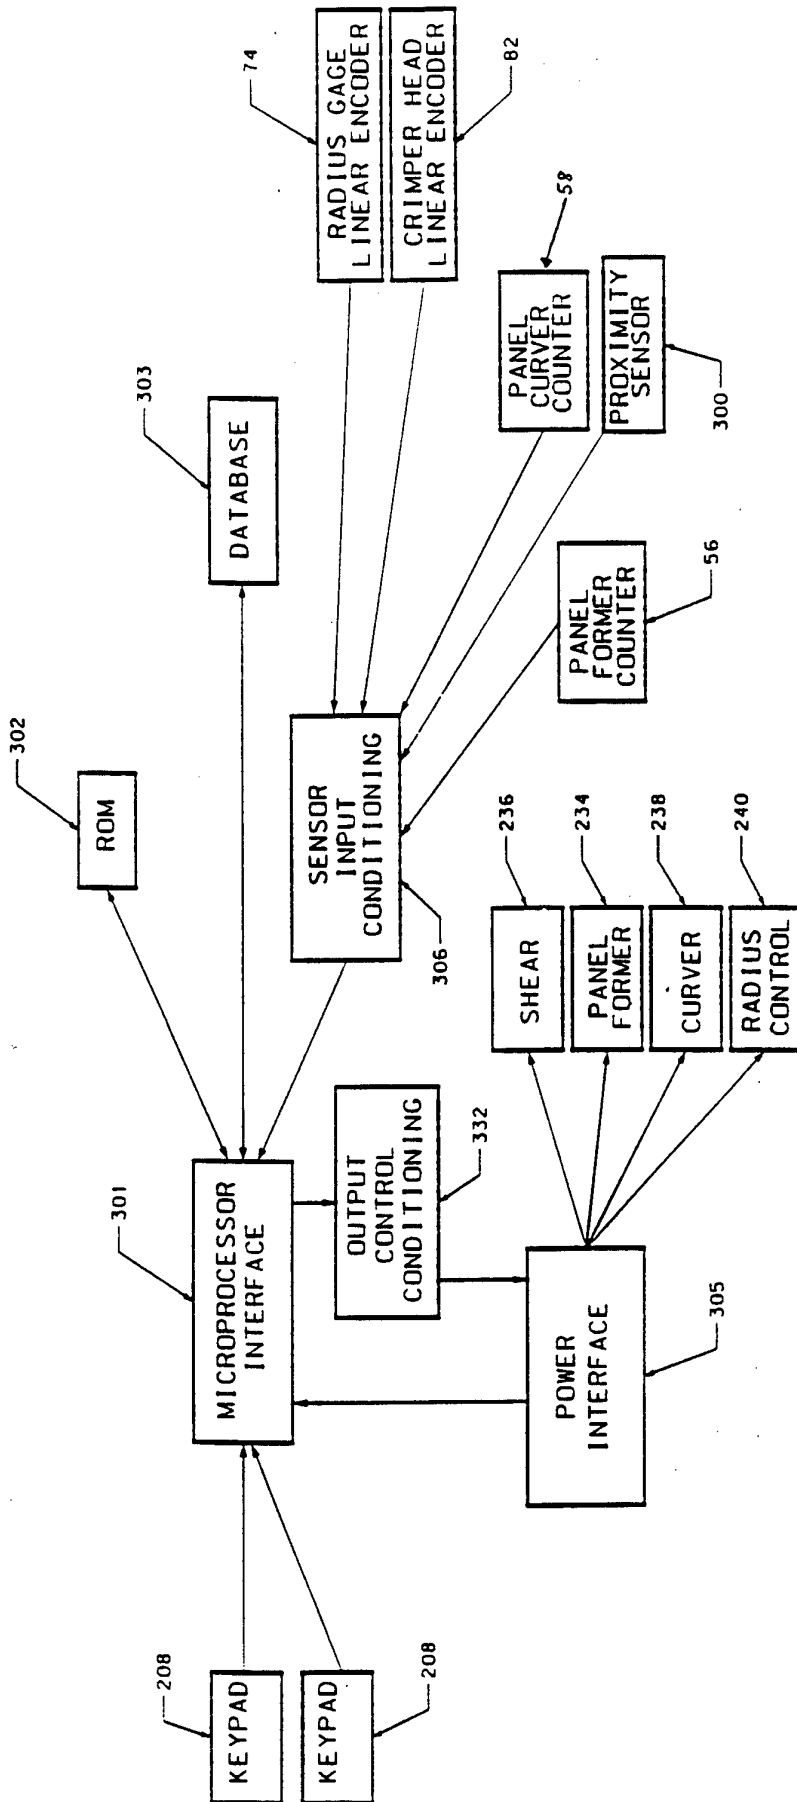 208
KEYPAD
KEYPAD
208
301
MICROPROCESSOR
INTERFACE
302
ROM
303
DATABASE
OUTPUT
CONTROL
CONDITIONING
332
POWER
INTERFACE
305
SENSOR
INPUT
CONDITIONING
306
74
RADIUS GAGE
LINEAR ENCODER
CRIMPER HEAD
LINEAR ENCODER
82
58
PANEL
CURVER
COUNTER
PROXIMITY
SENSOR
300
PANEL
FORMER
COUNTER
56
236
SHEAR
234
PANEL
FORMER
238
CURVER
240
RADIUS
CONTROL